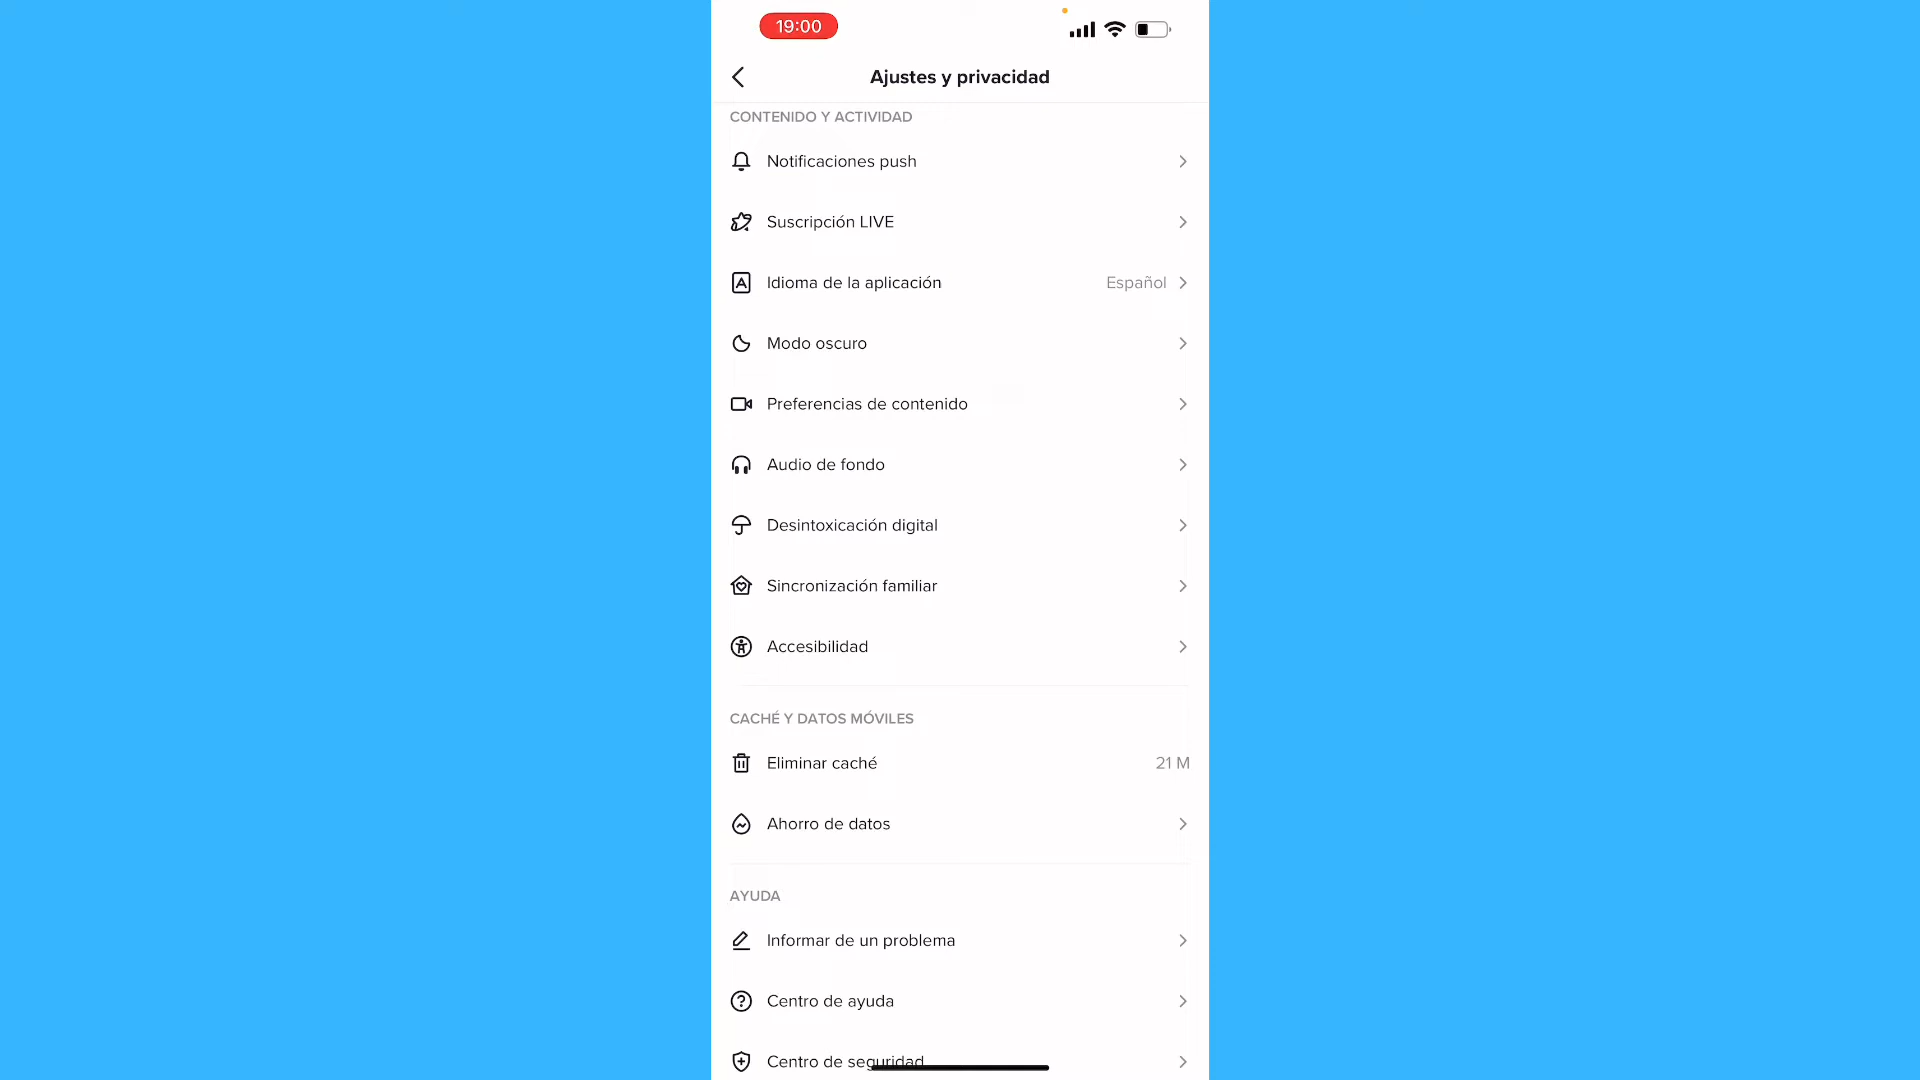 19:00
Ajustes y privacidad
CONTENIDO Y ACTIVIDAD
Notificaciones push
Suscripción LIVE
Idioma de la aplicación Español
Modo oscuro
Preferencias de contenido
Audio de fondo
Desintoxicación digital
Sincronización familiar
Accesibilidad
CACHÉ Y DATOS MÓVILES
Eliminar caché 21 M
Ahorro de datos
AYUDA
Informar de un problema
Centro de ayuda
Centro de seguridad